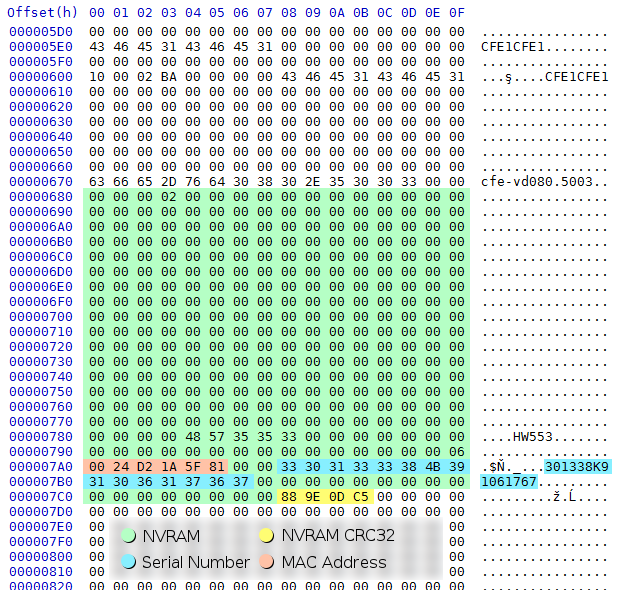 Offset(h) 00 01 02 03 04 05 06 07 08 09 0A 0B 0C 0D 0E 0F
000005D0 00 00 00 00 00 00 00 00 00 00 00 00 00 00 00 00 ................
000005E0 43 46 45 31 43 46 45 31 00 00 00 00 00 00 00 00 CFE1CFE1........
000005F0 00 00 00 00 00 00 00 00 00 00 00 00 00 00 00 00 ................
00000600 10 00 02 BA 00 00 00 00 43 46 45 31 43 46 45 31 ...ş....CFE1CFE1
00000610 00 00 00 00 00 00 00 00 00 00 00 00 00 00 00 00 ................
00000620 00 00 00 00 00 00 00 00 00 00 00 00 00 00 00 00 ................
00000630 00 00 00 00 00 00 00 00 00 00 00 00 00 00 00 00 ................
00000640 00 00 00 00 00 00 00 00 00 00 00 00 00 00 00 00 ................
00000650 00 00 00 00 00 00 00 00 00 00 00 00 00 00 00 00 ................
00000660 00 00 00 00 00 00 00 00 00 00 00 00 00 00 00 00 ................
00000670 63 66 65 2D 76 64 30 38 30 2E 35 30 30 33 00 00 cfe-vd080.5003..
00000680 00 00 00 02 00 00 00 00 00 00 00 00 00 00 00 00 ................
00000690 00 00 00 00 00 00 00 00 00 00 00 00 00 00 00 00 ................
000006A0 00 00 00 00 00 00 00 00 00 00 00 00 00 00 00 00 ................
000006B0 00 00 00 00 00 00 00 00 00 00 00 00 00 00 00 00 ................
000006C0 00 00 00 00 00 00 00 00 00 00 00 00 00 00 00 00 ................
000006D0 00 00 00 00 00 00 00 00 00 00 00 00 00 00 00 00 ................
000006E0 00 00 00 00 00 00 00 00 00 00 00 00 00 00 00 00 ................
000006F0 00 00 00 00 00 00 00 00 00 00 00 00 00 00 00 00 ................
00000700 00 00 00 00 00 00 00 00 00 00 00 00 00 00 00 00 ................
00000710 00 00 00 00 00 00 00 00 00 00 00 00 00 00 00 00 ................
00000720 00 00 00 00 00 00 00 00 00 00 00 00 00 00 00 00 ................
00000730 00 00 00 00 00 00 00 00 00 00 00 00 00 00 00 00 ................
00000740 00 00 00 00 00 00 00 00 00 00 00 00 00 00 00 00 ................
00000750 00 00 00 00 00 00 00 00 00 00 00 00 00 00 00 00 ................
00000760 00 00 00 00 00 00 00 00 00 00 00 00 00 00 00 00 ................
00000770 00 00 00 00 00 00 00 00 00 00 00 00 00 00 00 00 ................
00000780 00 00 00 00 48 57 35 35 33 00 00 00 00 00 00 00 ....HW553.......
00000790 00 00 00 00 00 00 00 00 00 00 00 00 00 00 00 06 ................
000007A0 00 24 D2 1A 5F 81 00 00 33 30 31 33 33 38 4B 39 .$Ň._...301338K9
000007B0 31 30 36 31 37 36 37 00 00 00 00 00 00 00 00 00 1061767.........
000007C0 00 00 00 00 00 00 00 00 88 9E 0D C5 00 00 00 00 ........ ž.Ĺ....
000007D0 00 00 00 00 00 00 00 00 00 00 00 00 00 00 00 00 ................
000007E0 00 00 ................
000007F0 00 00 ................
00000800 00 00 ................
00000810 00 00 ................
00000820 00 00 00 00 00 00 00 00 00 00 00 00 00 00 00 00 ................
NVRAM NVRAM CRC32
Serial Number MAC Address